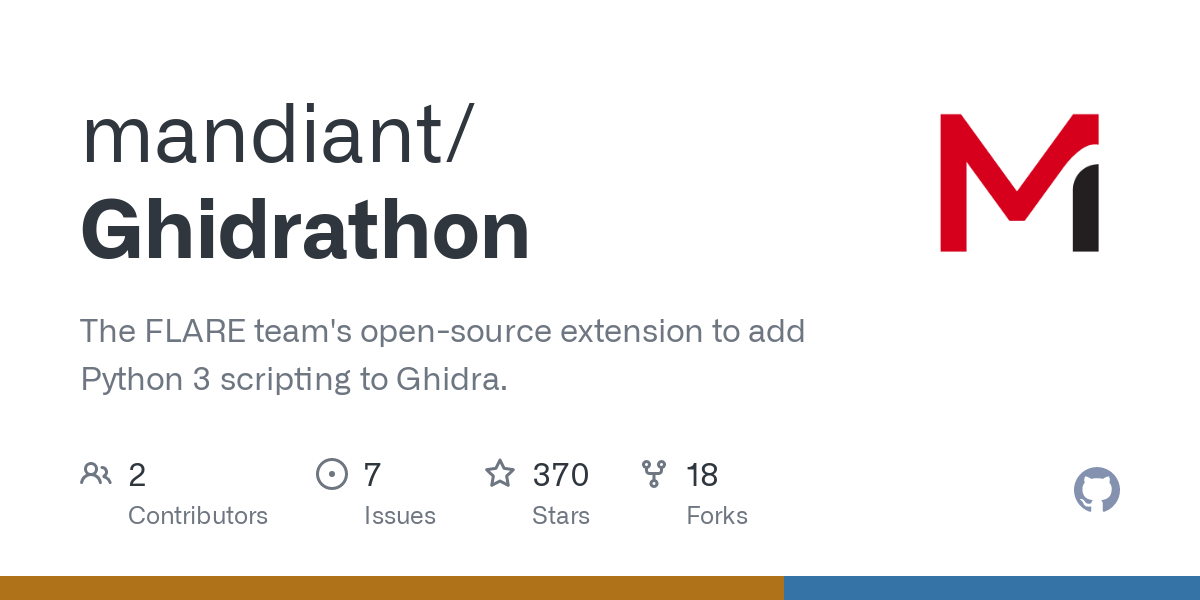 mandiant/
Ghidrathon
The FLARE team's open-source extension to add
Python 3 scripting to Ghidra.
2
Contributors
7
Issues
370
Stars
18
Forks